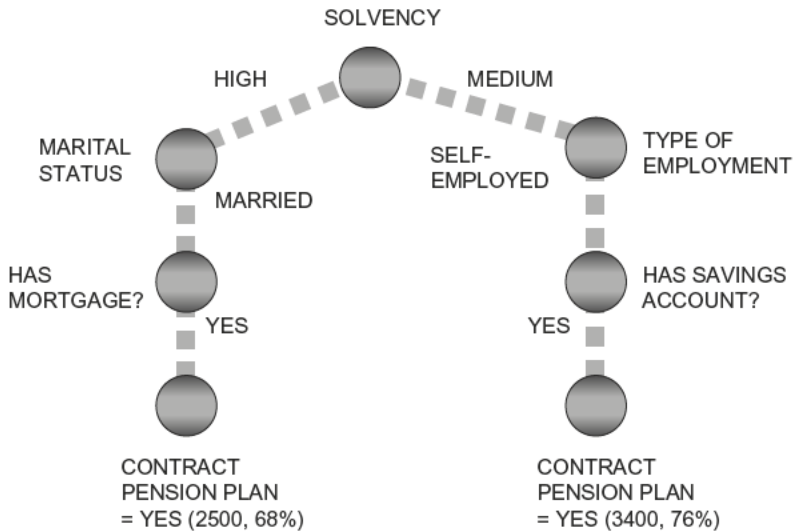 SOLVENCY
HIGH
MEDIUM
MARITAL
STATUS
TYPE OF
EMPLOYMENT
SELF-
EMPLOYED
MARRIED
HAS
MORTGAGE?
HAS SAVINGS
ACCOUNT?
YES
YES
CONTRACT
PENSION PLAN
= YES (2500, 68%)
CONTRACT
PENSION PLAN
= YES (3400, 76%)